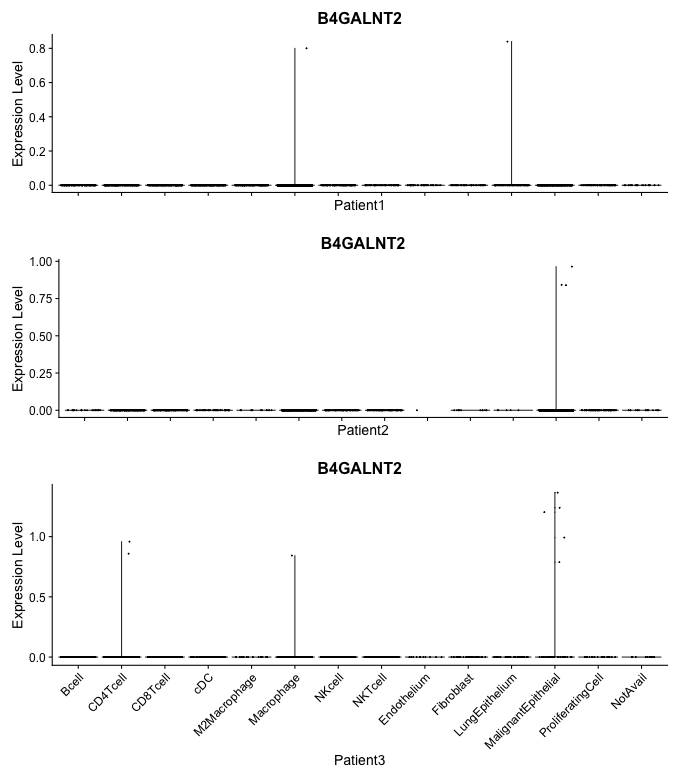 B4GALNT2
Expression Level
0.8
0.6
0.4
0.2
0.0
Patient1
B4GALNT2
Expression Level
1.00
0.75
0.50
0.25
0.00
Patient2
B4GALNT2
Expression Level
1.0
0.5
0.0
Bcell
CD4Tcell
CD8Tcell
cDC
M2Macrophage
Macrophage
NKcell
NKTcell
Endothelium
Fibroblast
LungEpithelium
MalignantEpithelial
ProliferatingCell
NotAvail
Patient3